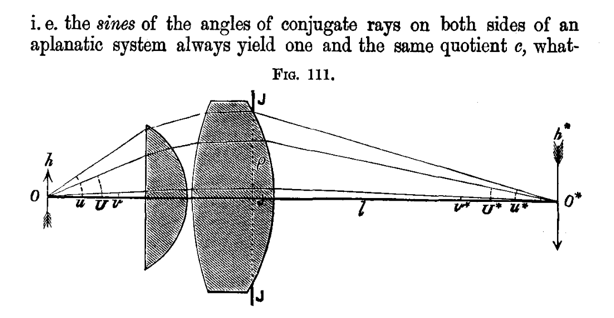 i. e. the sines of the angles of conjugate rays on both sides of an
aplanatic system always yield one and the same quotient c, what-
FIG. 111.
J
h
h*
ρ
O
u U v
l
v* U* u*
O*
J